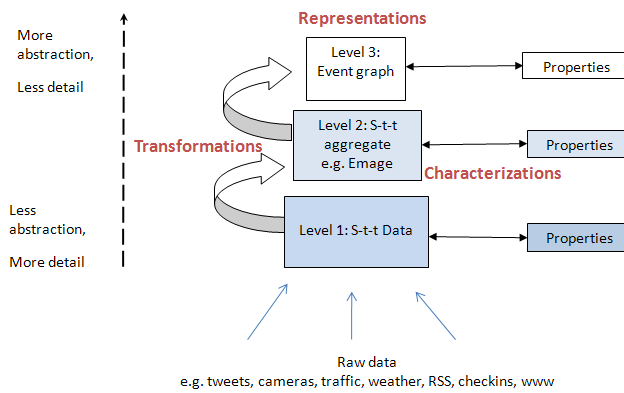 Representations
More
abstraction,
Less detail
Level 3:
Event graph
Properties
Transformations
Level 2: S-t-t
aggregate
e.g. Emage
Properties
Characterizations
Less
abstraction,
More detail
Level 1: S-t-t Data
Properties
Raw data
e.g. tweets, cameras, traffic, weather, RSS, checkins, www